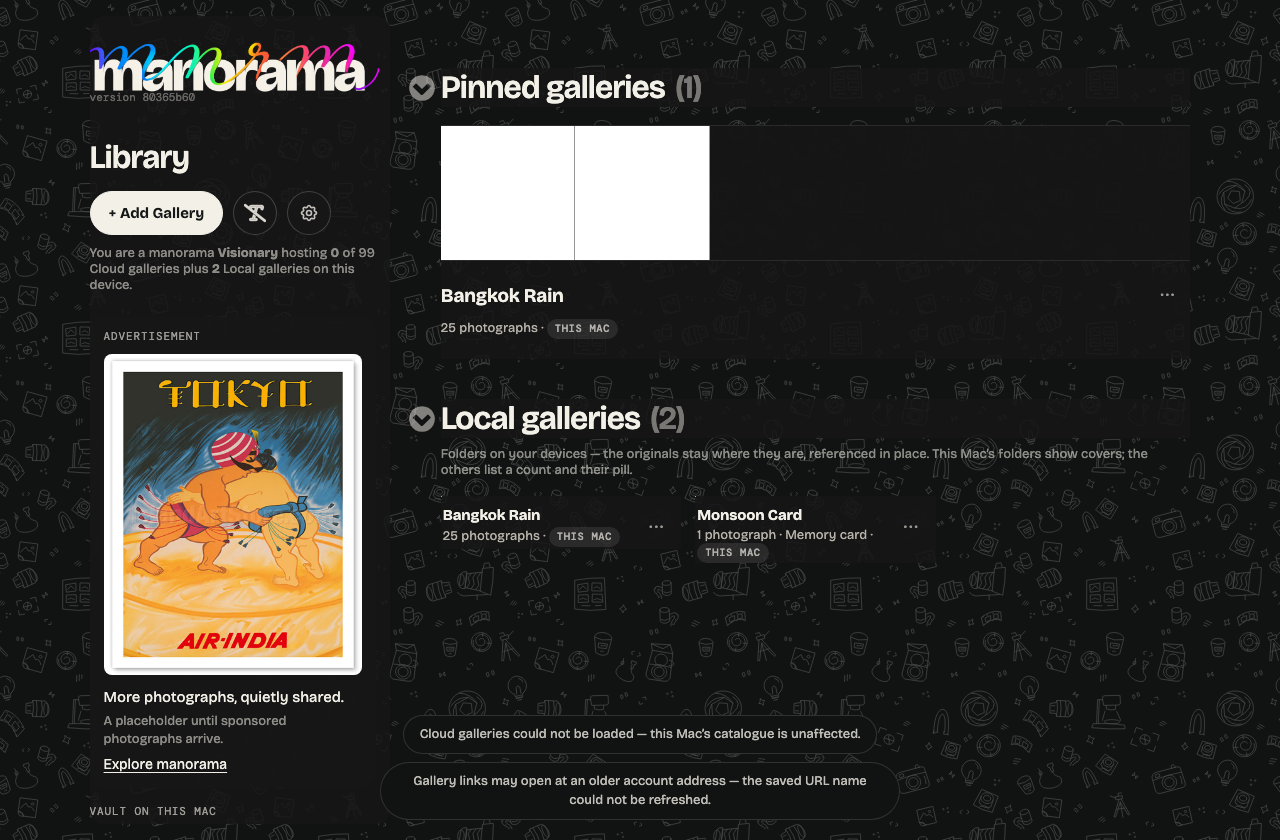 manorama
version 80365b60
Library
+ Add Gallery
You are a manorama Visionary hosting 0 of 99
Cloud galleries plus 2 Local galleries on this
device.
ADVERTISEMENT
TOKYO
AIR-INDIA
More photographs, quietly shared.
A placeholder until sponsored
photographs arrive.
Explore manorama
VAULT ON THIS MAC
Pinned galleries (1)
Bangkok Rain
25 photographs · THIS MAC
Local galleries (2)
Folders on your devices — the originals stay where they are, referenced in place. This Mac's folders show covers; the
others list a count and their pill.
Bangkok Rain
25 photographs · THIS MAC
Monsoon Card
1 photograph · Memory card ·
THIS MAC
Cloud galleries could not be loaded — this Mac's catalogue is unaffected.
Gallery links may open at an older account address — the saved URL name
could not be refreshed.